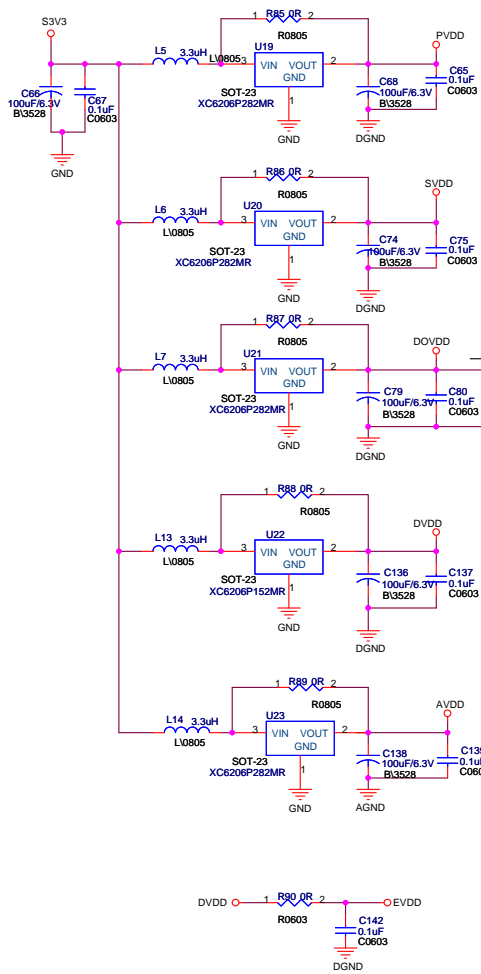 S3V3
C66
100uF/6.3V
B\3528
C67
0.1uF
C0603
GND
L5 3.3uH
L\0805
1 R85 0R 2
R0805
U19
3 VIN VOUT 2
GND
1
SOT-23
XC6206P282MR
GND
PVDD
C68
100uF/6.3V
B\3528
C65
0.1uF
C0603
DGND
L6 3.3uH
L\0805
1 R86 0R 2
R0805
U20
3 VIN VOUT 2
GND
1
SOT-23
XC6206P282MR
GND
SVDD
C74
100uF/6.3V
B\3528
C75
0.1uF
C0603
DGND
L7 3.3uH
L\0805
1 R87 0R 2
R0805
U21
3 VIN VOUT 2
GND
1
SOT-23
XC6206P282MR
GND
DOVDD
C79
100uF/6.3V
B\3528
C80
0.1uF
C0603
DGND
L13 3.3uH
L\0805
1 R88 0R 2
R0805
U22
3 VIN VOUT 2
GND
1
SOT-23
XC6206P152MR
GND
DVDD
C136
100uF/6.3V
B\3528
C137
0.1uF
C0603
DGND
L14 3.3uH
L\0805
1 R89 0R 2
R0805
U23
3 VIN VOUT 2
GND
1
SOT-23
XC6206P282MR
GND
AVDD
C138
100uF/6.3V
B\3528
0.1uF
AGND
DVDD
1 R90 0R 2
R0603
EVDD
C142
0.1uF
C0603
DGND